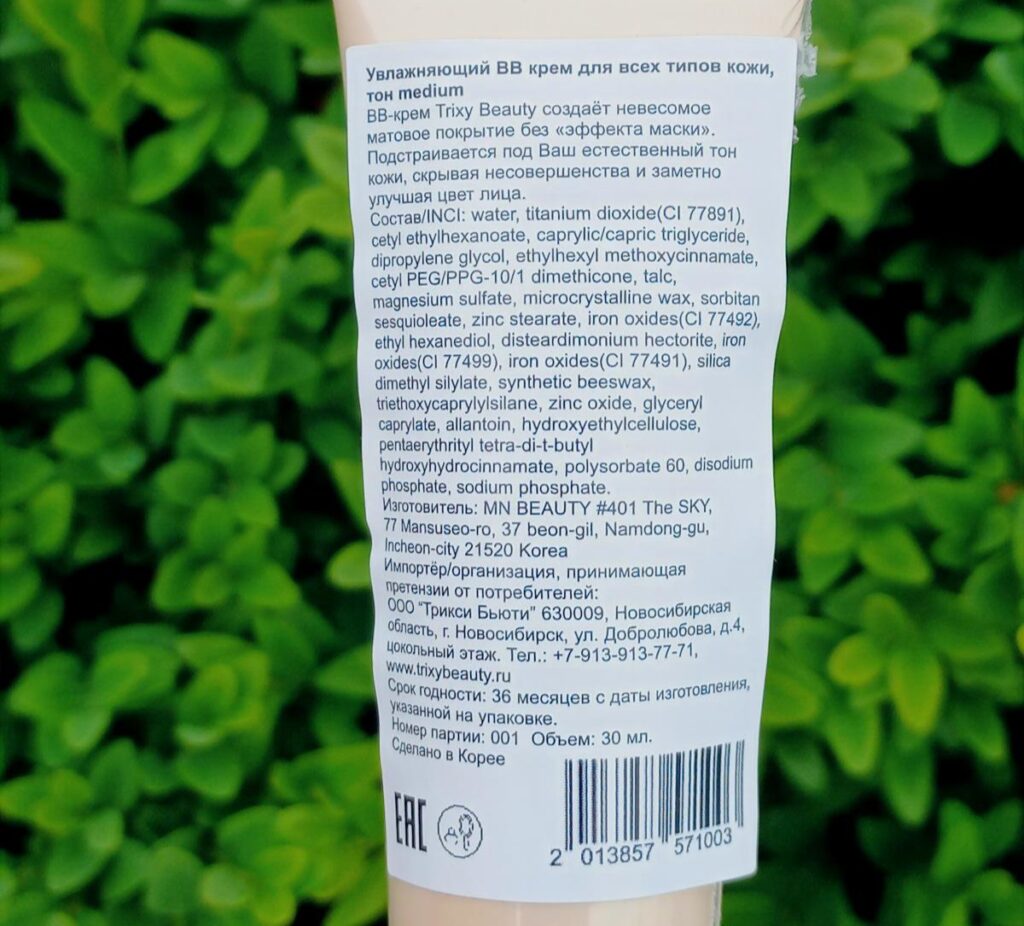 Увлажняющий BB крем для всех типов кожи,
тон medium
BB-крем Trixy Beauty создаёт невесомое
матовое покрытие без «эффекта маски».
Подстраивается под Ваш естественный тон
кожи, скрывая несовершенства и заметно
улучшая цвет лица.
Состав/INCI: water, titanium dioxide(CI 77891),
cetyl ethylhexanoate, caprylic/capric triglyceride,
dipropylene glycol, ethylhexyl methoxycinnamate,
cetyl PEG/PPG-10/1 dimethicone, talc,
magnesium sulfate, microcrystalline wax, sorbitan
sesquioleate, zinc stearate, iron oxides(CI 77492),
ethyl hexanediol, disteardimonium hectorite, iron
oxides(CI 77499), iron oxides(CI 77491), silica
dimethyl silylate, synthetic beeswax,
triethoxycaprylylsilane, zinc oxide, glyceryl
caprylate, allantoin, hydroxyethylcellulose,
pentaerythrityl tetra-di-t-butyl
hydroxyhydrocinnamate, polysorbate 60, disodium
phosphate, sodium phosphate.
Изготовитель: MN BEAUTY #401 The SKY,
77 Mansuseo-ro, 37 beon-gil, Namdong-gu,
Incheon-city 21520 Korea
Импортёр/организация, принимающая
претензии от потребителей:
ООО "Трикси Бьюти" 630009, Новосибирская
область, г. Новосибирск, ул. Добролюбова, д.4,
цокольный этаж. Тел.: +7-913-913-77-71,
www.trixybeauty.ru
Срок годности: 36 месяцев с даты изготовления,
указанной на упаковке.
Номер партии: 001 Объем: 30 мл.
Сделано в Корее
EAC
2 013857 571003